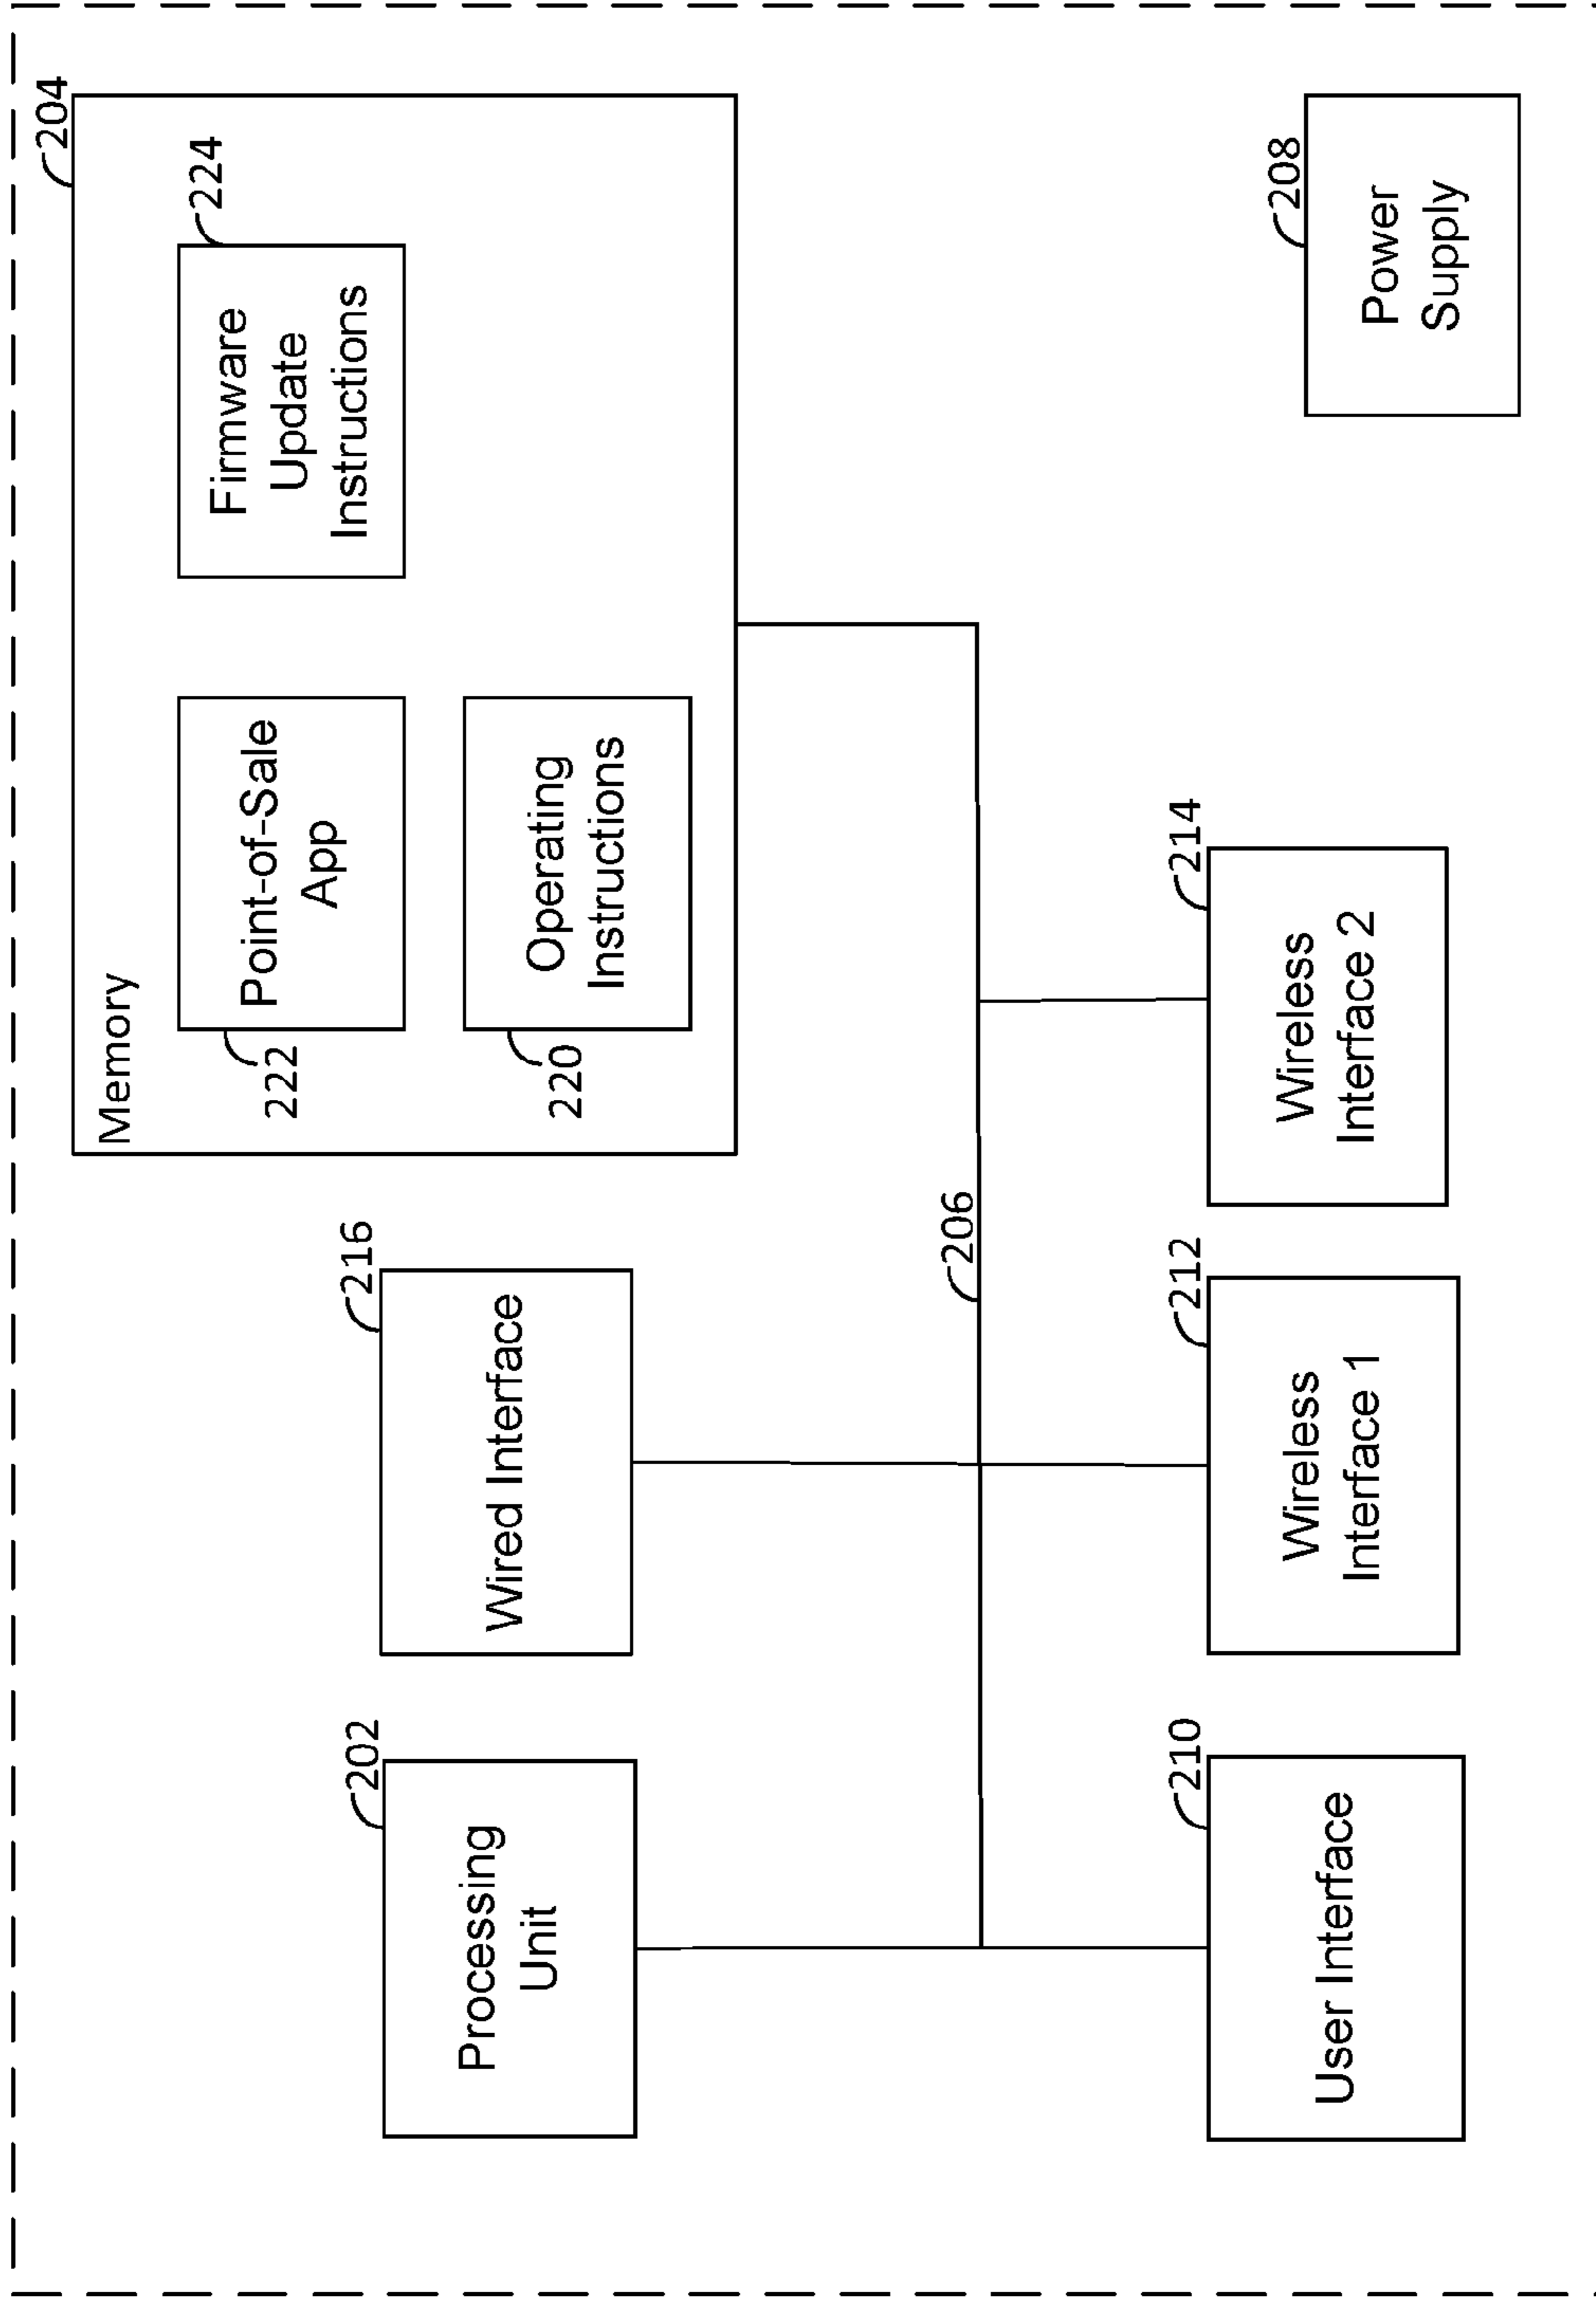 204
Memory
222
Point-of-Sale
App
224
Firmware
Update
Instructions
220
Operating
Instructions
202
Processing
Unit
216
Wired Interface
206
210
User Interface
212
Wireless
Interface 1
214
Wireless
Interface 2
208
Power
Supply